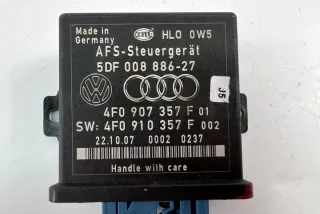 Made in
Germany
HELLA
HLO 0W5
AFS-Steuergerät
5DF 008 886-27
J5
4F0 907 357 F 01
SW: 4F0 910 357 F 002
22.10.07 0002 0237
Handle with care